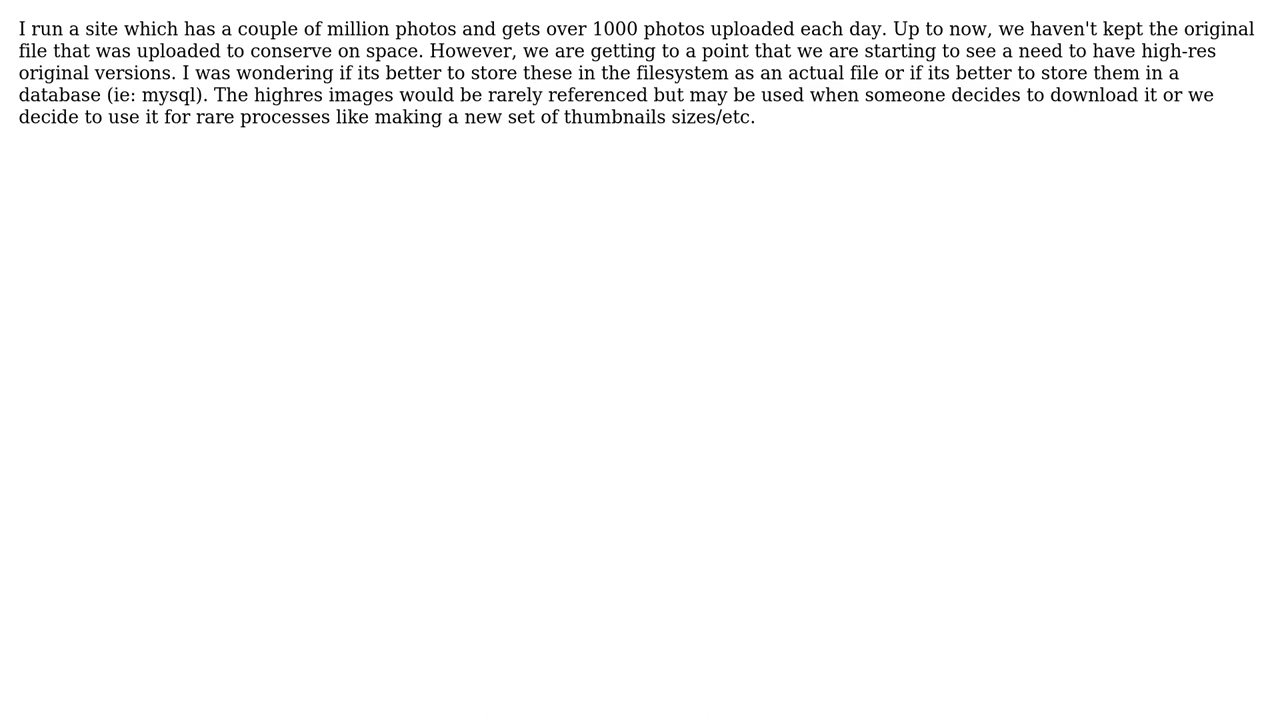 I run a site which has a couple of million photos and gets over 1000 photos uploaded each day. Up to now, we haven't kept the original
file that was uploaded to conserve on space. However, we are getting to a point that we are starting to see a need to have high-res
original versions. I was wondering if its better to store these in the filesystem as an actual file or if its better to store them in a
database (ie: mysql). The highres images would be rarely referenced but may be used when someone decides to download it or we
decide to use it for rare processes like making a new set of thumbnails sizes/etc.